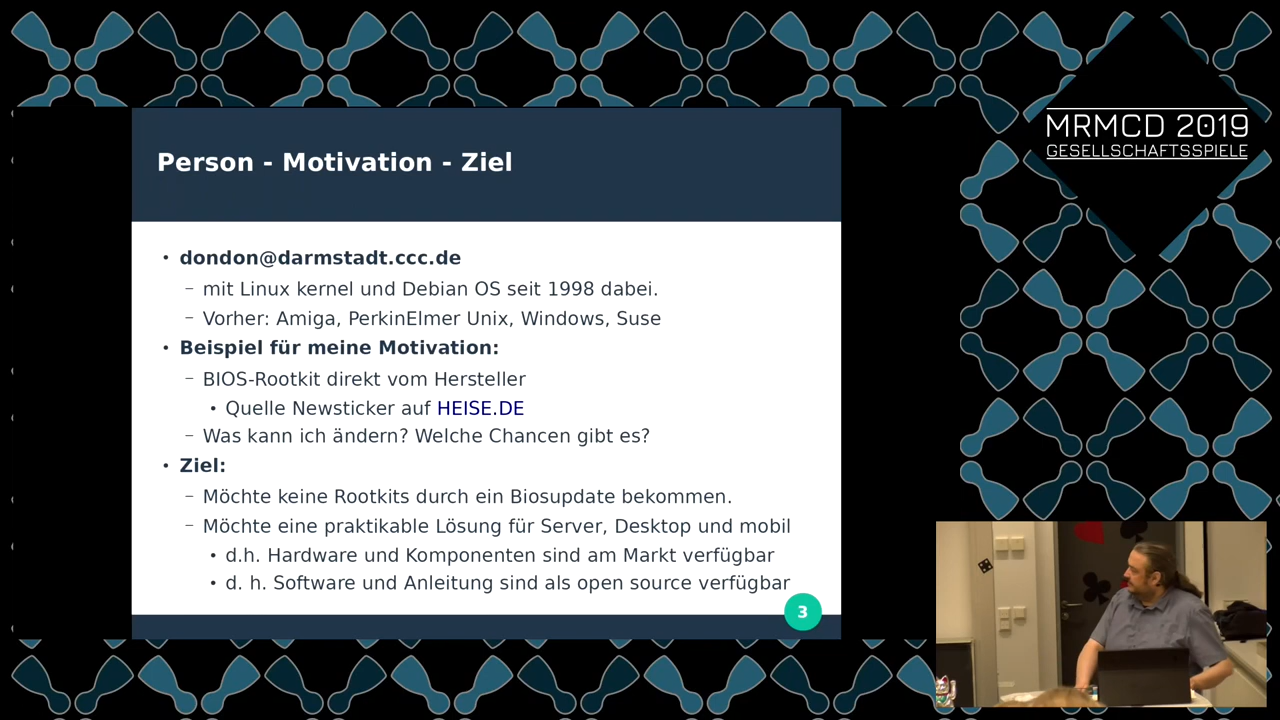 MRMCD 2019
GESELLSCHAFTSSPIELE
Person - Motivation - Ziel
• dondon@darmstadt.ccc.de
– mit Linux kernel und Debian OS seit 1998 dabei.
– Vorher: Amiga, PerkinElmer Unix, Windows, Suse
• Beispiel für meine Motivation:
– BIOS-Rootkit direkt vom Hersteller
• Quelle Newsticker auf HEISE.DE
– Was kann ich ändern? Welche Chancen gibt es?
• Ziel:
– Möchte keine Rootkits durch ein Biosupdate bekommen.
– Möchte eine praktikable Lösung für Server, Desktop und mobil
• d.h. Hardware und Komponenten sind am Markt verfügbar
• d. h. Software und Anleitung sind als open source verfügbar
3